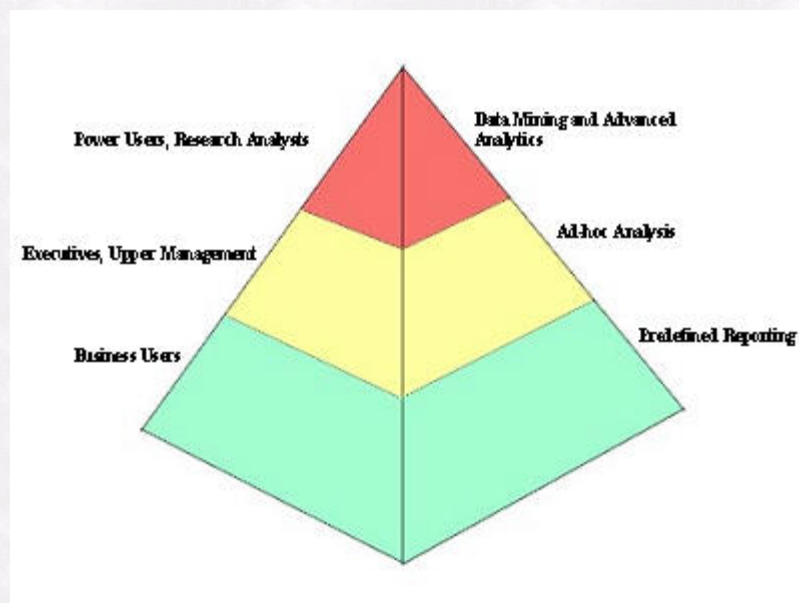 Power Users, Research Analysts
Data Mining and Advanced
Analytics
Executives, Upper Management
Ad-hoc Analysis
Business Users
Predefined Reporting